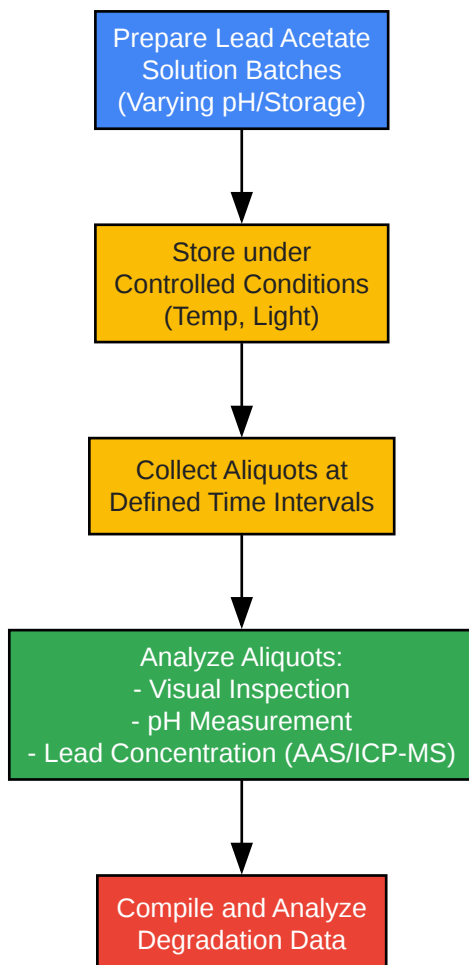 Prepare Lead Acetate
Solution Batches
(Varying pH/Storage)
Store under
Controlled Conditions
(Temp, Light)
Collect Aliquots at
Defined Time Intervals
Analyze Aliquots:
- Visual Inspection
- pH Measurement
- Lead Concentration (AAS/ICP-MS)
Compile and Analyze
Degradation Data